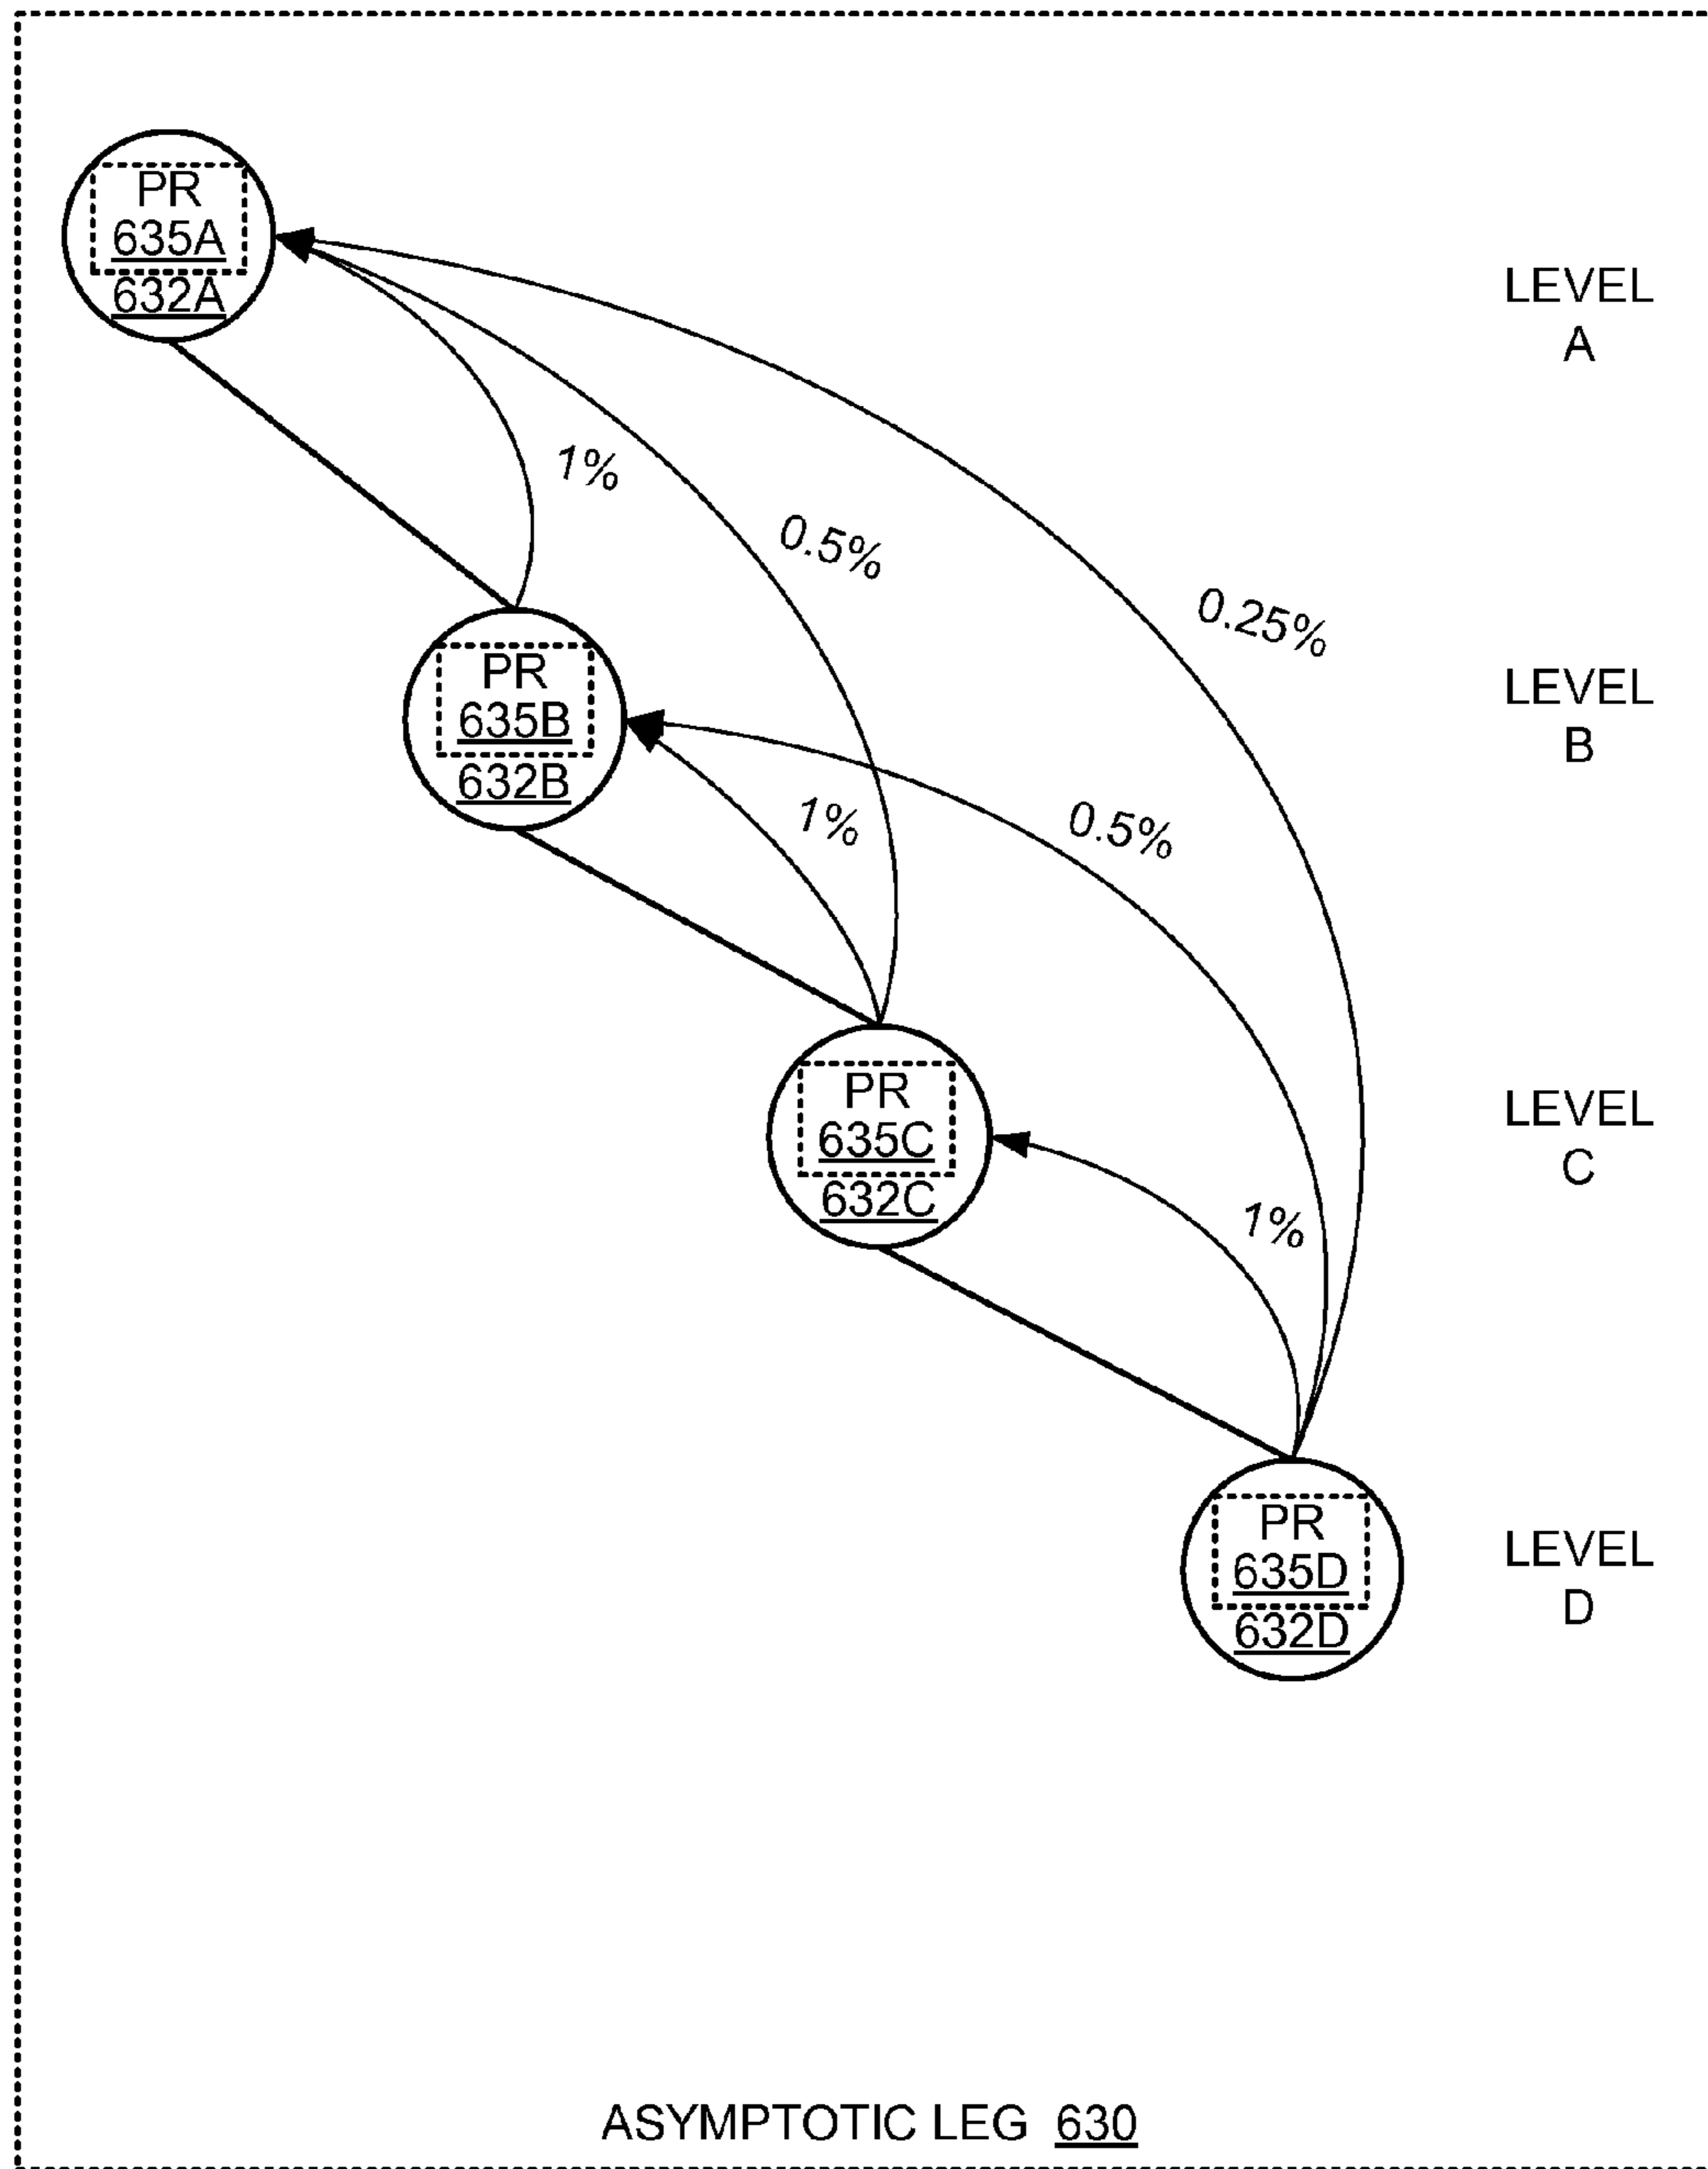 PR
635A
632A
LEVEL
A
1%
0.5%
0.25%
PR
635B
632B
LEVEL
B
1%
0.5%
PR
635C
632C
LEVEL
C
1%
PR
635D
632D
LEVEL
D
ASYMPTOTIC LEG 630